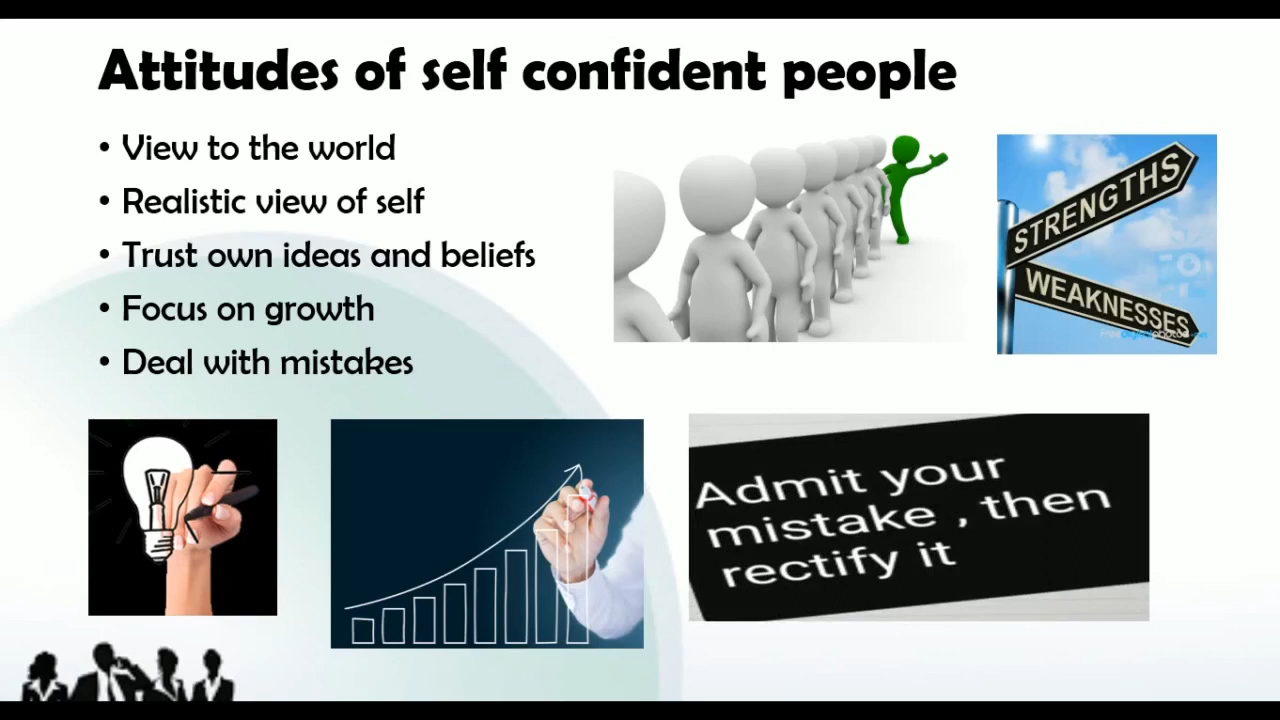 Attitudes of self confident people
• View to the world
• Realistic view of self
• Trust own ideas and beliefs
• Focus on growth
• Deal with mistakes
STRENGTHS
WEAKNESSES
Admit your
mistake , then
rectify it